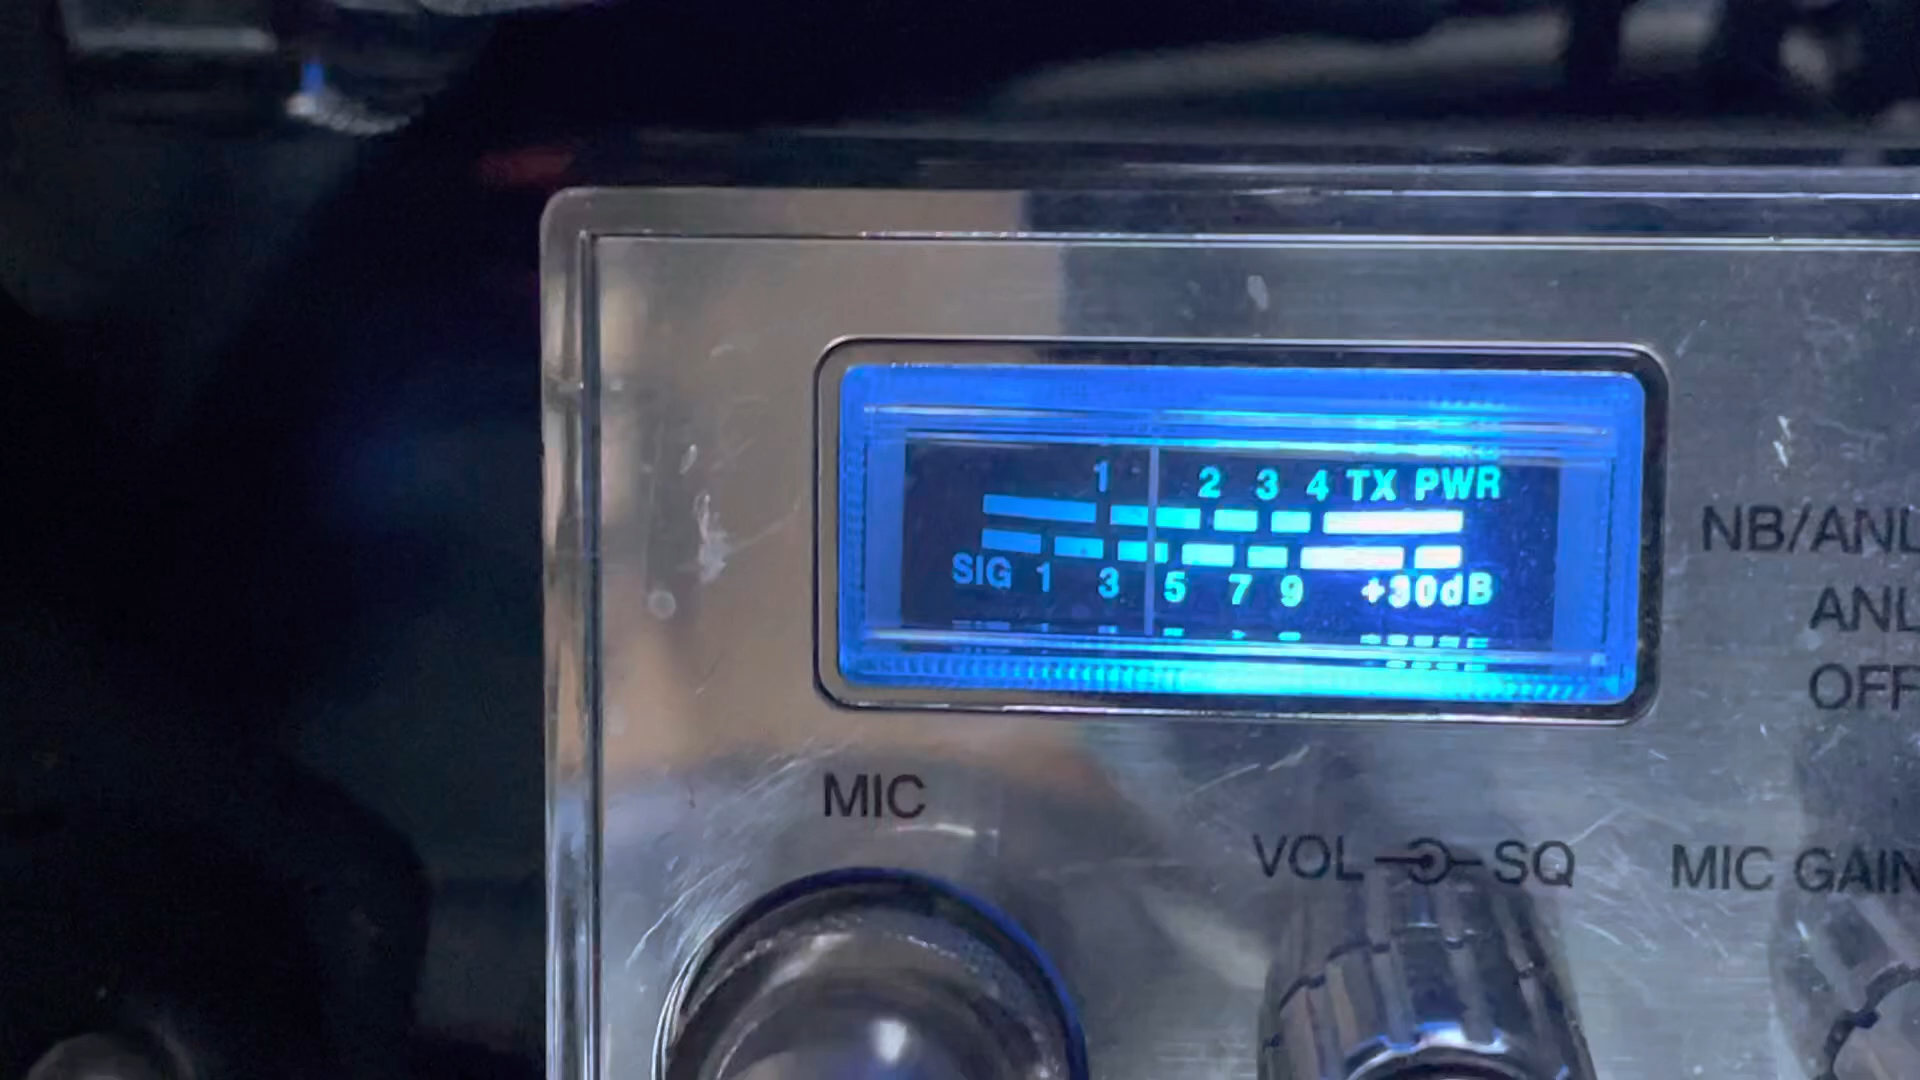 1 2 3 4 TX PWR
SIG 1 3 5 7 9 +30dB
NB/ANL
ANL
OFF
MIC
VOL SQ
MIC GAIN